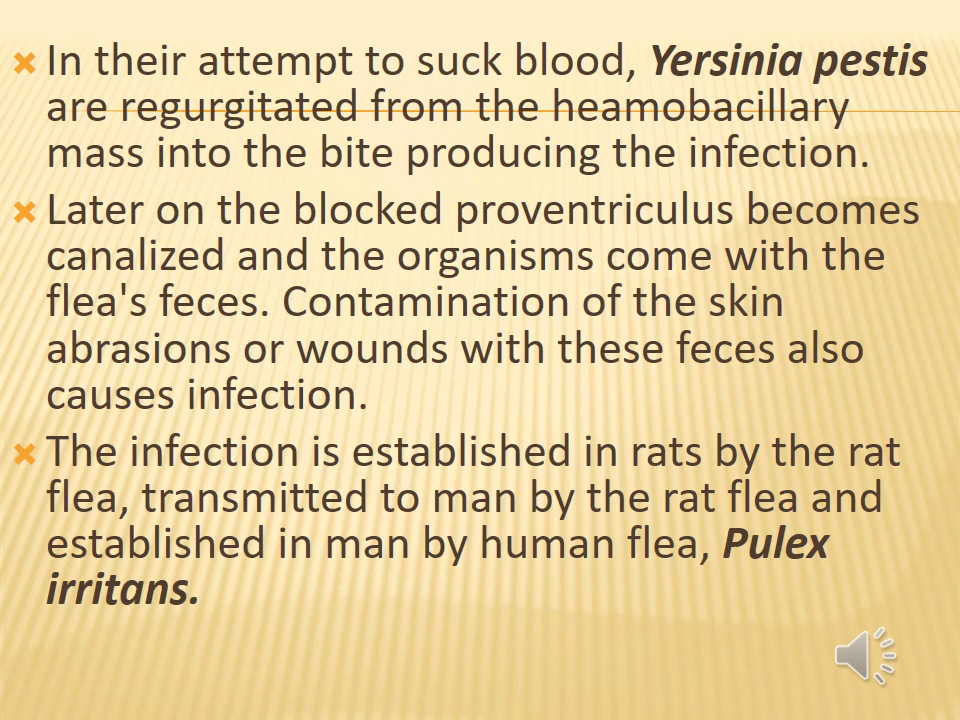 In their attempt to suck blood, Yersinia pestis
are regurgitated from the heamobacillary
mass into the bite producing the infection.
Later on the blocked proventriculus becomes
canalized and the organisms come with the
flea's feces. Contamination of the skin
abrasions or wounds with these feces also
causes infection.
The infection is established in rats by the rat
flea, transmitted to man by the rat flea and
established in man by human flea, Pulex
irritans.